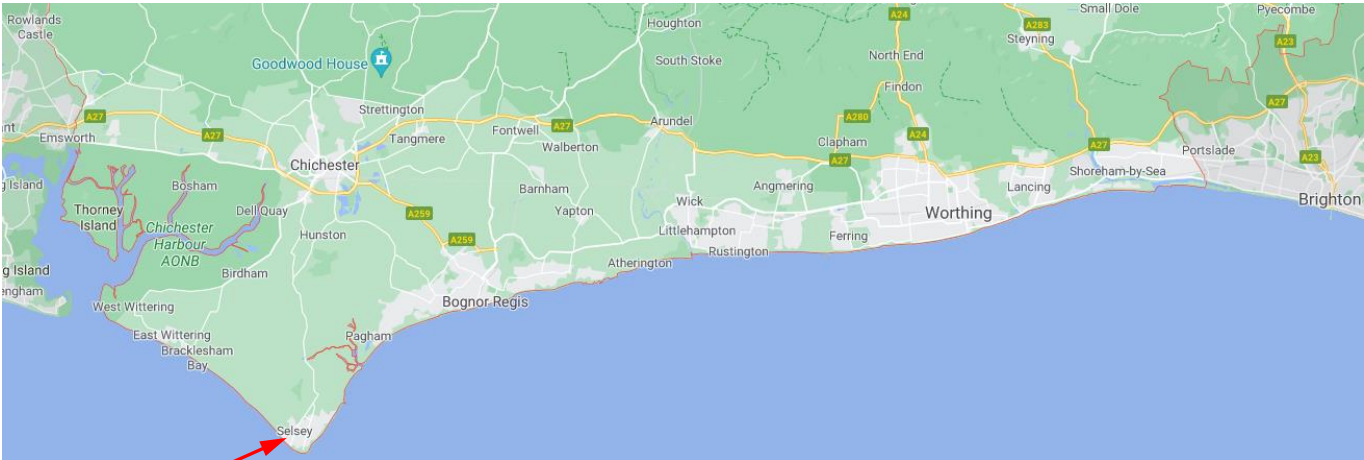 Rowlands
Castle
Houghton
A24
A283
Small Dole
Pyecombe
Steyning
A23
Goodwood House
South Stoke
North End
Findon
Strettington
A27
Emsworth
A27
Tangmere
Fontwell
A27
Walberton
Arundel
A280
Clapham
A24
A27
A27
Portslade
A27
A23
Chichester
Shoreham-by-Sea
Bosham
Barnham
Angmering
Lancing
Brighton
Thorney
Island
Dell Quay
A259
Yapton
Wick
Worthing
Chichester
Harbour
AONB
Hunston
A259
Littlehampton
Rustington
Ferring
g Island
Birdham
Atherington
g Island
West Wittering
Bognor Regis
East Wittering
Bracklesham
Bay
Pagham
Selsey